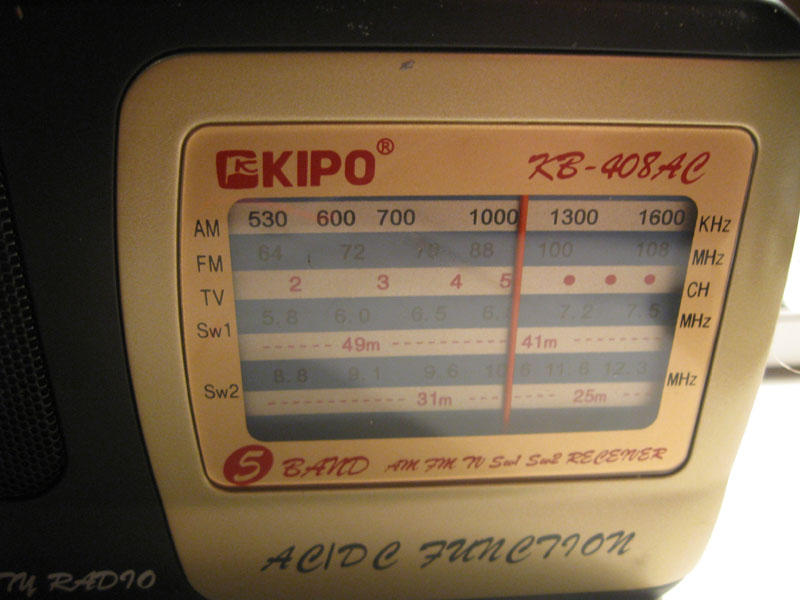 KIPO® KB-408AC
AM 530 600 700 1000 1300 1600 KHz
FM 64 72 88 100 108 MHz
TV 2 3 4 5 CH
Sw1 5.8 6.0 6.5 7.2 7.5 MHz
49m 41m
Sw2 8.8 9.1 9.6 11.6 12.3 MHz
31m 25m
5 BAND AM FM TV Sw1 Sw2 RECEIVER
AC/DC FUNCTION
TY RADIO